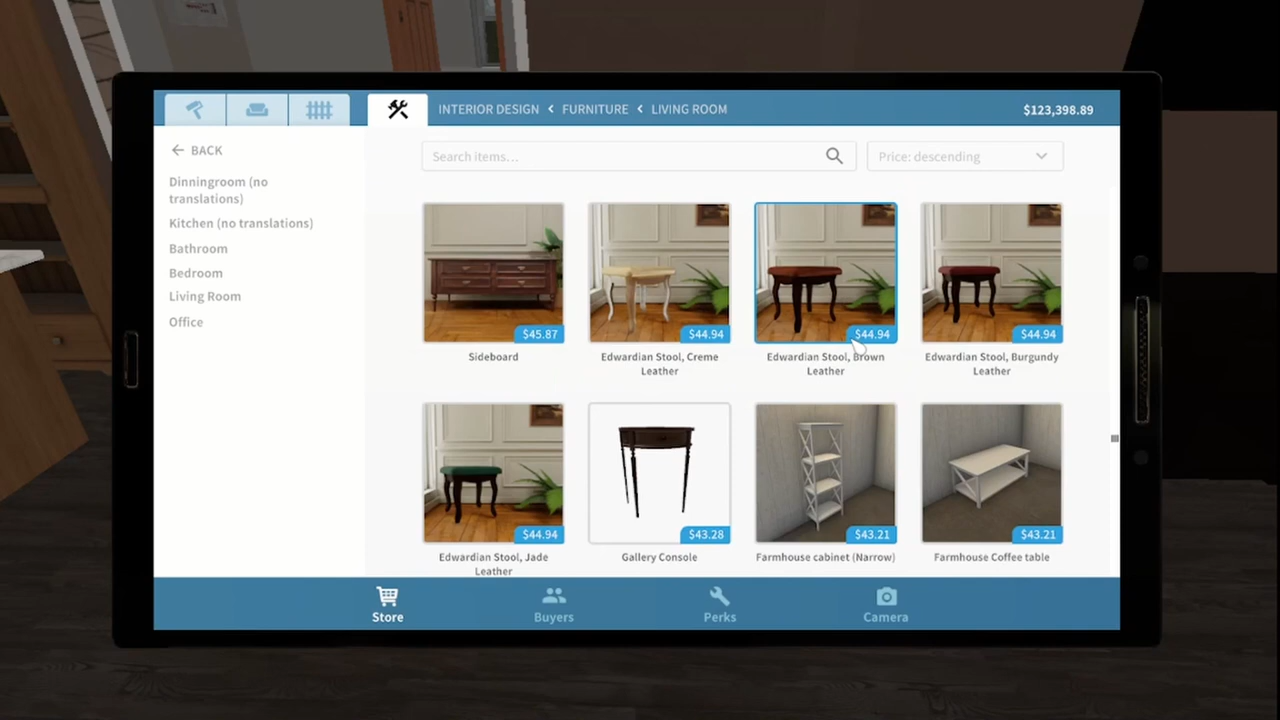 INTERIOR DESIGN < FURNITURE < LIVING ROOM
$123,398.89
BACK
Dinningroom (no
translations)
Kitchen (no translations)
Bathroom
Bedroom
Living Room
Office
Search items...
Price: descending
$45.87
Sideboard
$44.94
Edwardian Stool, Creme
Leather
$44.94
Edwardian Stool, Brown
Leather
$44.94
Edwardian Stool, Burgundy
Leather
$44.94
Edwardian Stool, Jade
Leather
$43.28
Gallery Console
$43.21
Farmhouse cabinet (Narrow)
$43.21
Farmhouse Coffee table
Store
Buyers
Perks
Camera